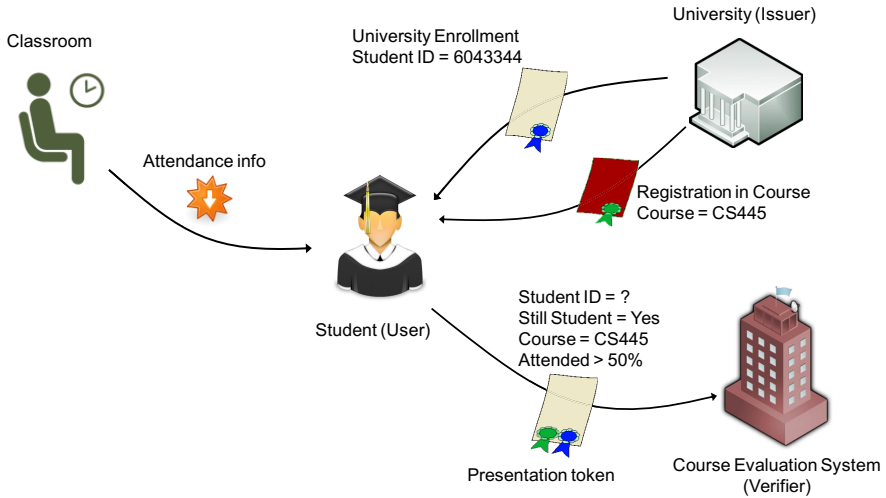 Classroom
University (Issuer)
University Enrollment
Student ID = 6043344
Attendance info
Registration in Course
Course = CS445
Student (User)
Student ID = ?
Still Student = Yes
Course = CS445
Attended > 50%
Presentation token
Course Evaluation System
(Verifier)